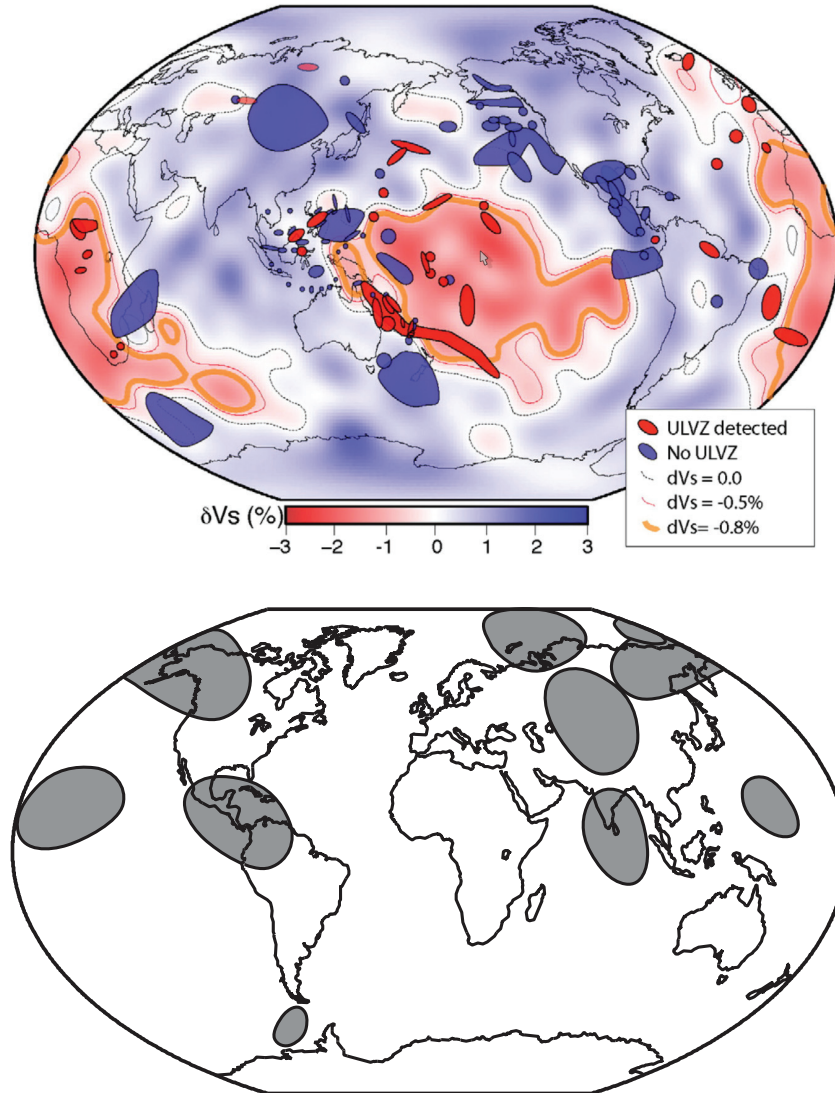 ULVZ detected
No ULVZ
dVs = 0.0
dVs = -0.5%
dVs= -0.8%
δVs (%)
−3 −2 -1 0 1 2 3